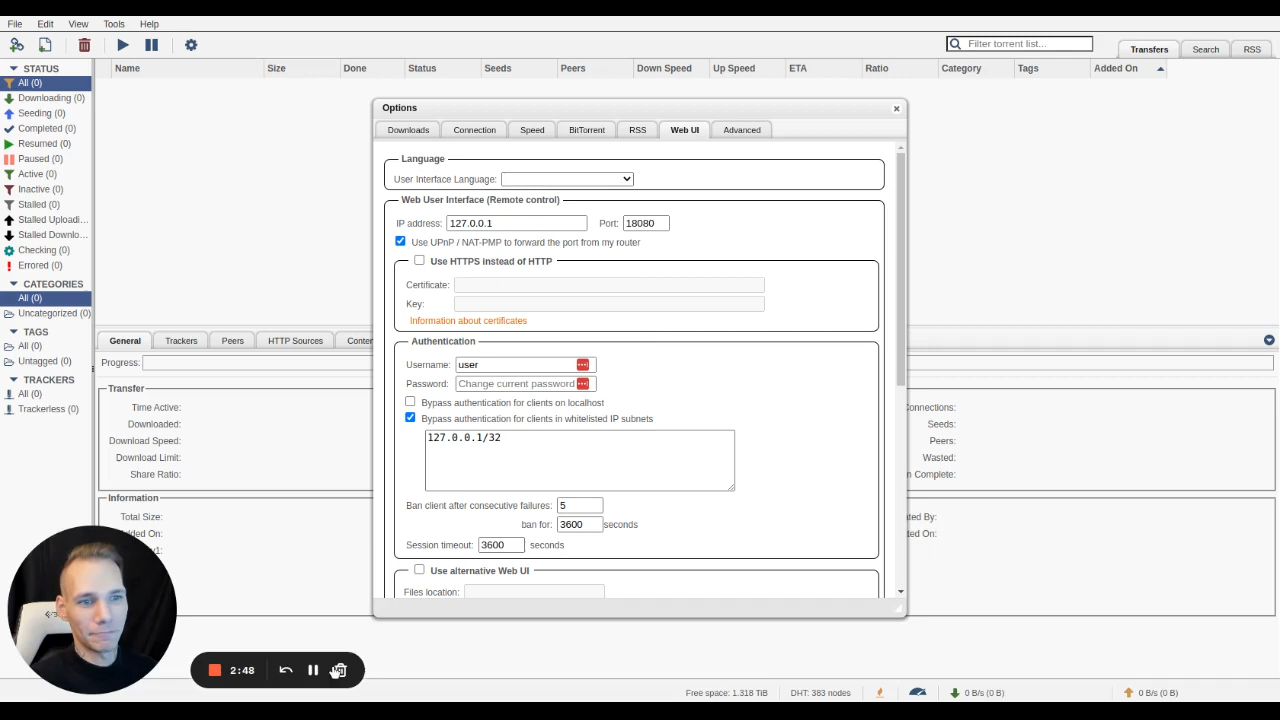 File Edit View Tools Help
Filter torrent list...
Transfers Search RSS
STATUS
All (0)
Downloading (0)
Seeding (0)
Completed (0)
Resumed (0)
Paused (0)
Active (0)
Inactive (0)
Stalled (0)
Stalled Uploadi...
Stalled Downlo...
Checking (0)
Errored (0)
CATEGORIES
All (0)
Uncategorized (0)
TAGS
All (0)
Untagged (0)
TRACKERS
All (0)
Trackerless (0)
Name Size Done Status Seeds Peers Down Speed Up Speed ETA Ratio Category Tags Added On
Options
Downloads Connection Speed BitTorrent RSS Web UI Advanced
Language
User Interface Language:
Web User Interface (Remote control)
IP address: 127.0.0.1 Port: 18080
Use UPnP / NAT-PMP to forward the port from my router
Use HTTPS instead of HTTP
Certificate:
Key:
Information about certificates
Authentication
Username: user
Password: Change current password
Bypass authentication for clients on localhost
Bypass authentication for clients in whitelisted IP subnets
127.0.0.1/32
Ban client after consecutive failures: 5
ban for: 3600 seconds
Session timeout: 3600 seconds
Use alternative Web UI
Files location:
General Trackers Peers HTTP Sources Conten
Progress:
Transfer
Time Active:
Downloaded:
Download Speed:
Download Limit:
Share Ratio:
Connections:
Seeds:
Peers:
Wasted:
n Complete:
Information
Total Size:
dded On:
v1:
ated By:
ted On:
2:48
Free space: 1.318 TiB DHT: 383 nodes 0 B/s (0 B) 0 B/s (0 B)